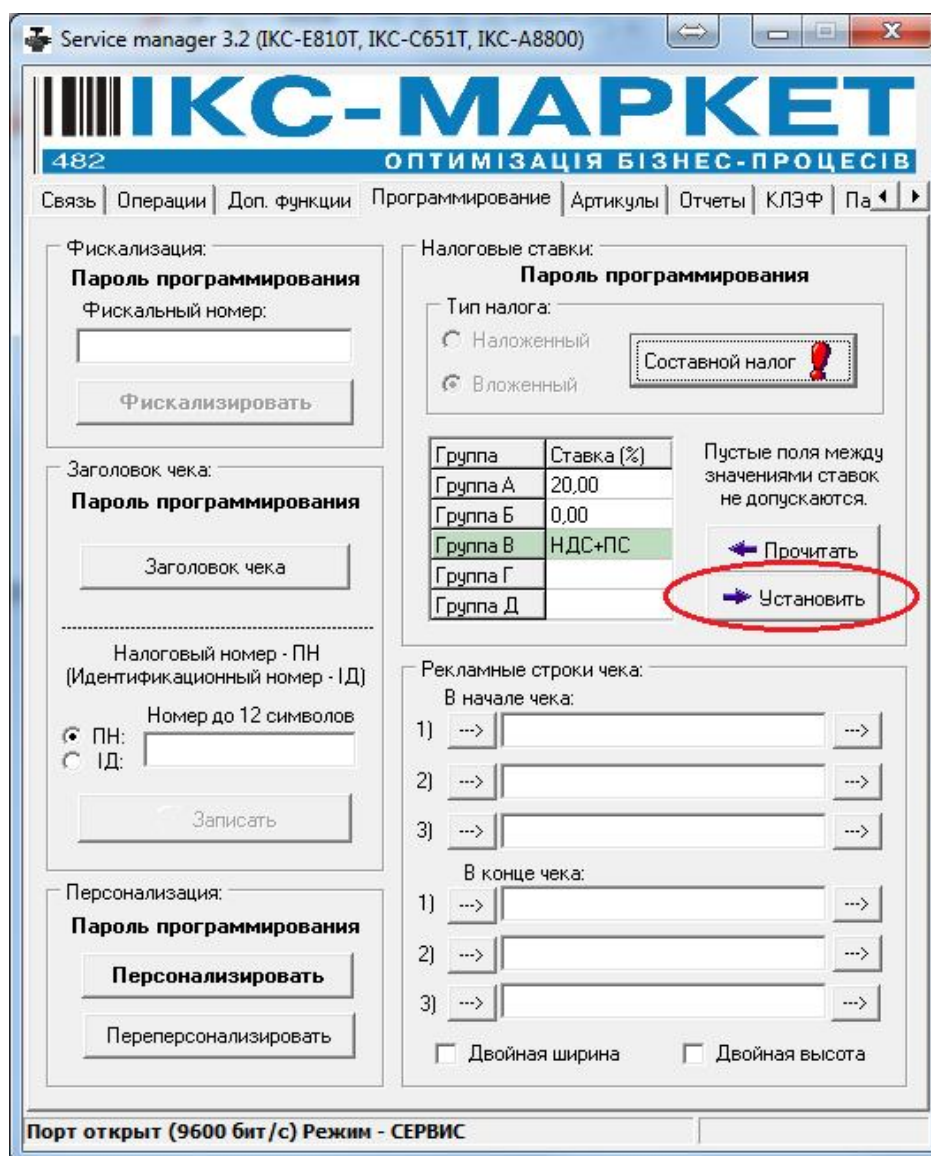 Service manager 3.2 (ІКС-E810T, ІКС-C651T, ІКС-A8800)
ІКС-МАРКЕТ
482
ОПТИМІЗАЦІЯ БІЗНЕС-ПРОЦЕСІВ
Связь Операции Доп. функции Программирование Артикулы Отчеты КЛЭФ Па
Фискализация:
Пароль программирования
Фискальный номер:
Фискализировать
Заголовок чека:
Пароль программирования
Заголовок чека
Налоговый номер - ПН
(Идентификационный номер - ІД)
Номер до 12 символов
ПН:
ІД:
Записать
Персонализация:
Пароль программирования
Персонализировать
Переперсонализировать
Налоговые ставки:
Пароль программирования
Тип налога:
Наложенный
Вложенный
Составной налог
Группа Ставка (%)
Группа А 20,00
Группа Б 0,00
Группа В НДС+ПС
Группа Г
Группа Д
Пустые поля между
значениями ставок
не допускаются.
Прочитать
Установить
Рекламные строки чека:
В начале чека:
1) ---> --->
2) ---> --->
3) ---> --->
В конце чека:
1) ---> --->
2) ---> --->
3) ---> --->
Двойная ширина Двойная высота
Порт открыт (9600 бит/с) Режим - СЕРВИС